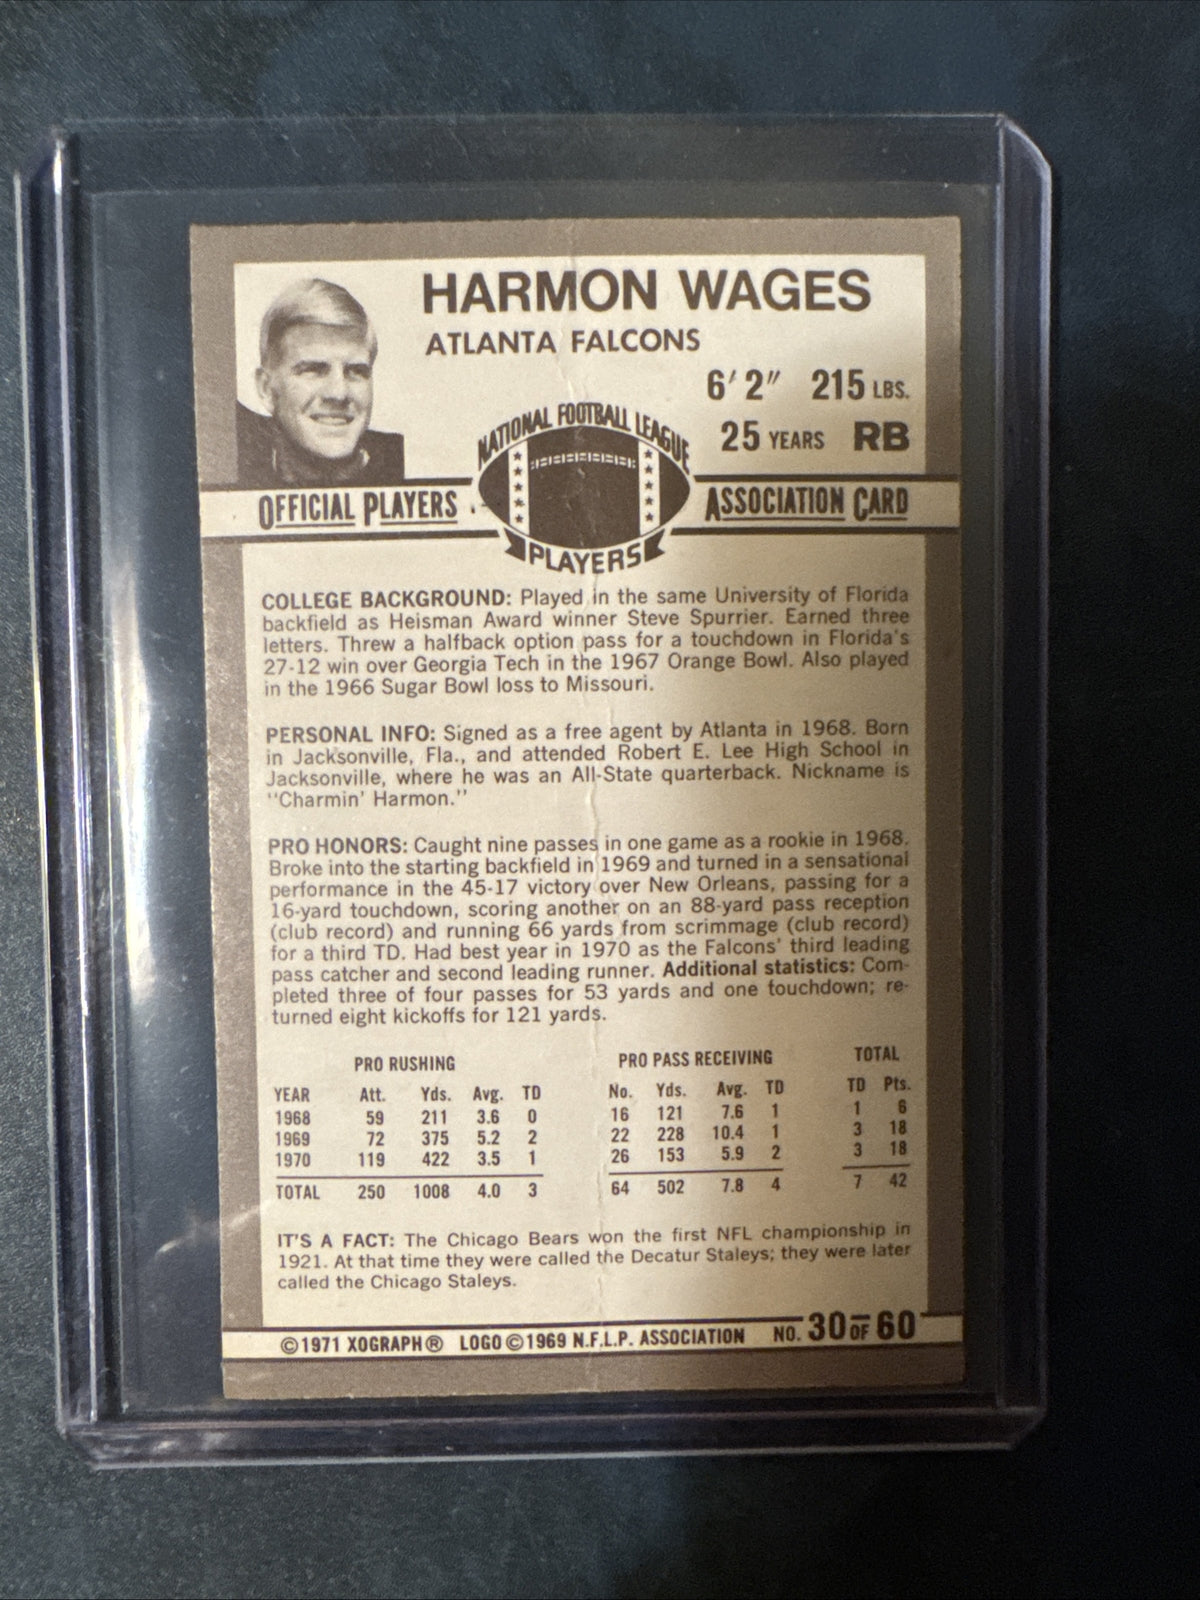 HARMON WAGES
ATLANTA FALCONS
6' 2" 215 LBS.
25 YEARS RB
NATIONAL FOOTBALL LEAGUE
OFFICIAL PLAYERS ASSOCIATION CARD
PLAYERS
COLLEGE BACKGROUND: Played in the same University of Florida
backfield as Heisman Award winner Steve Spurrier. Earned three
letters. Threw a halfback option pass for a touchdown in Florida's
27-12 win over Georgia Tech in the 1967 Orange Bowl. Also played
in the 1966 Sugar Bowl loss to Missouri.
PERSONAL INFO: Signed as a free agent by Atlanta in 1968. Born
in Jacksonville, Fla., and attended Robert E. Lee High School in
Jacksonville, where he was an All-State quarterback. Nickname is
"Charmin' Harmon."
PRO HONORS: Caught nine passes in one game as a rookie in 1968.
Broke into the starting backfield in 1969 and turned in a sensational
performance in the 45-17 victory over New Orleans, passing for a
16-yard touchdown, scoring another on an 88-yard pass reception
(club record) and running 66 yards from scrimmage (club record)
for a third TD. Had best year in 1970 as the Falcons' third leading
pass catcher and second leading runner. Additional statistics: Com-
pleted three of four passes for 53 yards and one touchdown; re-
turned eight kickoffs for 121 yards.
PRO RUSHING PRO PASS RECEIVING TOTAL
YEAR Att. Yds. Avg. TD No. Yds. Avg. TD TD Pts.
1968 59 211 3.6 0 16 121 7.6 1 1 6
1969 72 375 5.2 2 22 228 10.4 1 3 18
1970 119 422 3.5 1 26 153 5.9 2 3 18
TOTAL 250 1008 4.0 3 64 502 7.8 4 7 42
IT'S A FACT: The Chicago Bears won the first NFL championship in
1921. At that time they were called the Decatur Staleys; they were later
called the Chicago Staleys.
©1971 XOGRAPH® LOGO ©1969 N.F.L.P. ASSOCIATION NO. 30 OF 60